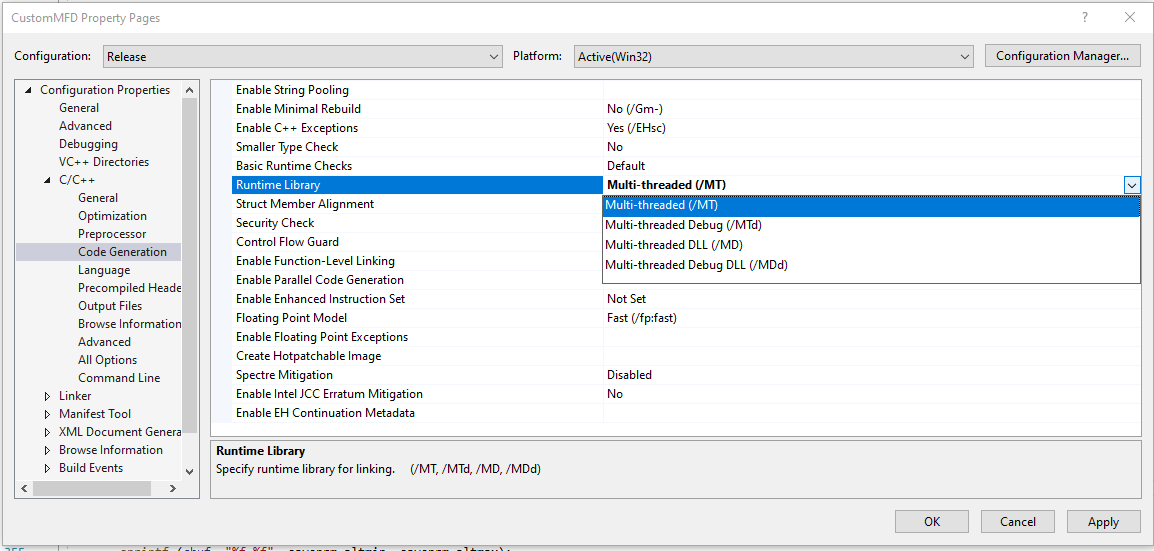 CustomMFD Property Pages
?
Configuration: Release Platform: Active(Win32) Configuration Manager...
Configuration Properties
General
Advanced
Debugging
VC++ Directories
C/C++
General
Optimization
Preprocessor
Code Generation
Language
Precompiled Heade
Output Files
Browse Information
Advanced
All Options
Command Line
Linker
Manifest Tool
XML Document Genera
Browse Information
Build Events
Enable String Pooling
Enable Minimal Rebuild No (/Gm-)
Enable C++ Exceptions Yes (/EHsc)
Smaller Type Check No
Basic Runtime Checks Default
Runtime Library Multi-threaded (/MT)
Struct Member Alignment
Security Check
Control Flow Guard
Enable Function-Level Linking
Enable Parallel Code Generation
Multi-threaded (/MT)
Multi-threaded Debug (/MTd)
Multi-threaded DLL (/MD)
Multi-threaded Debug DLL (/MDd)
Enable Enhanced Instruction Set Not Set
Floating Point Model Fast (/fp:fast)
Enable Floating Point Exceptions
Create Hotpatchable Image
Spectre Mitigation Disabled
Enable Intel JCC Erratum Mitigation No
Enable EH Continuation Metadata
Runtime Library
Specify runtime library for linking. (/MT, /MTd, /MD, /MDd)
OK Cancel Apply